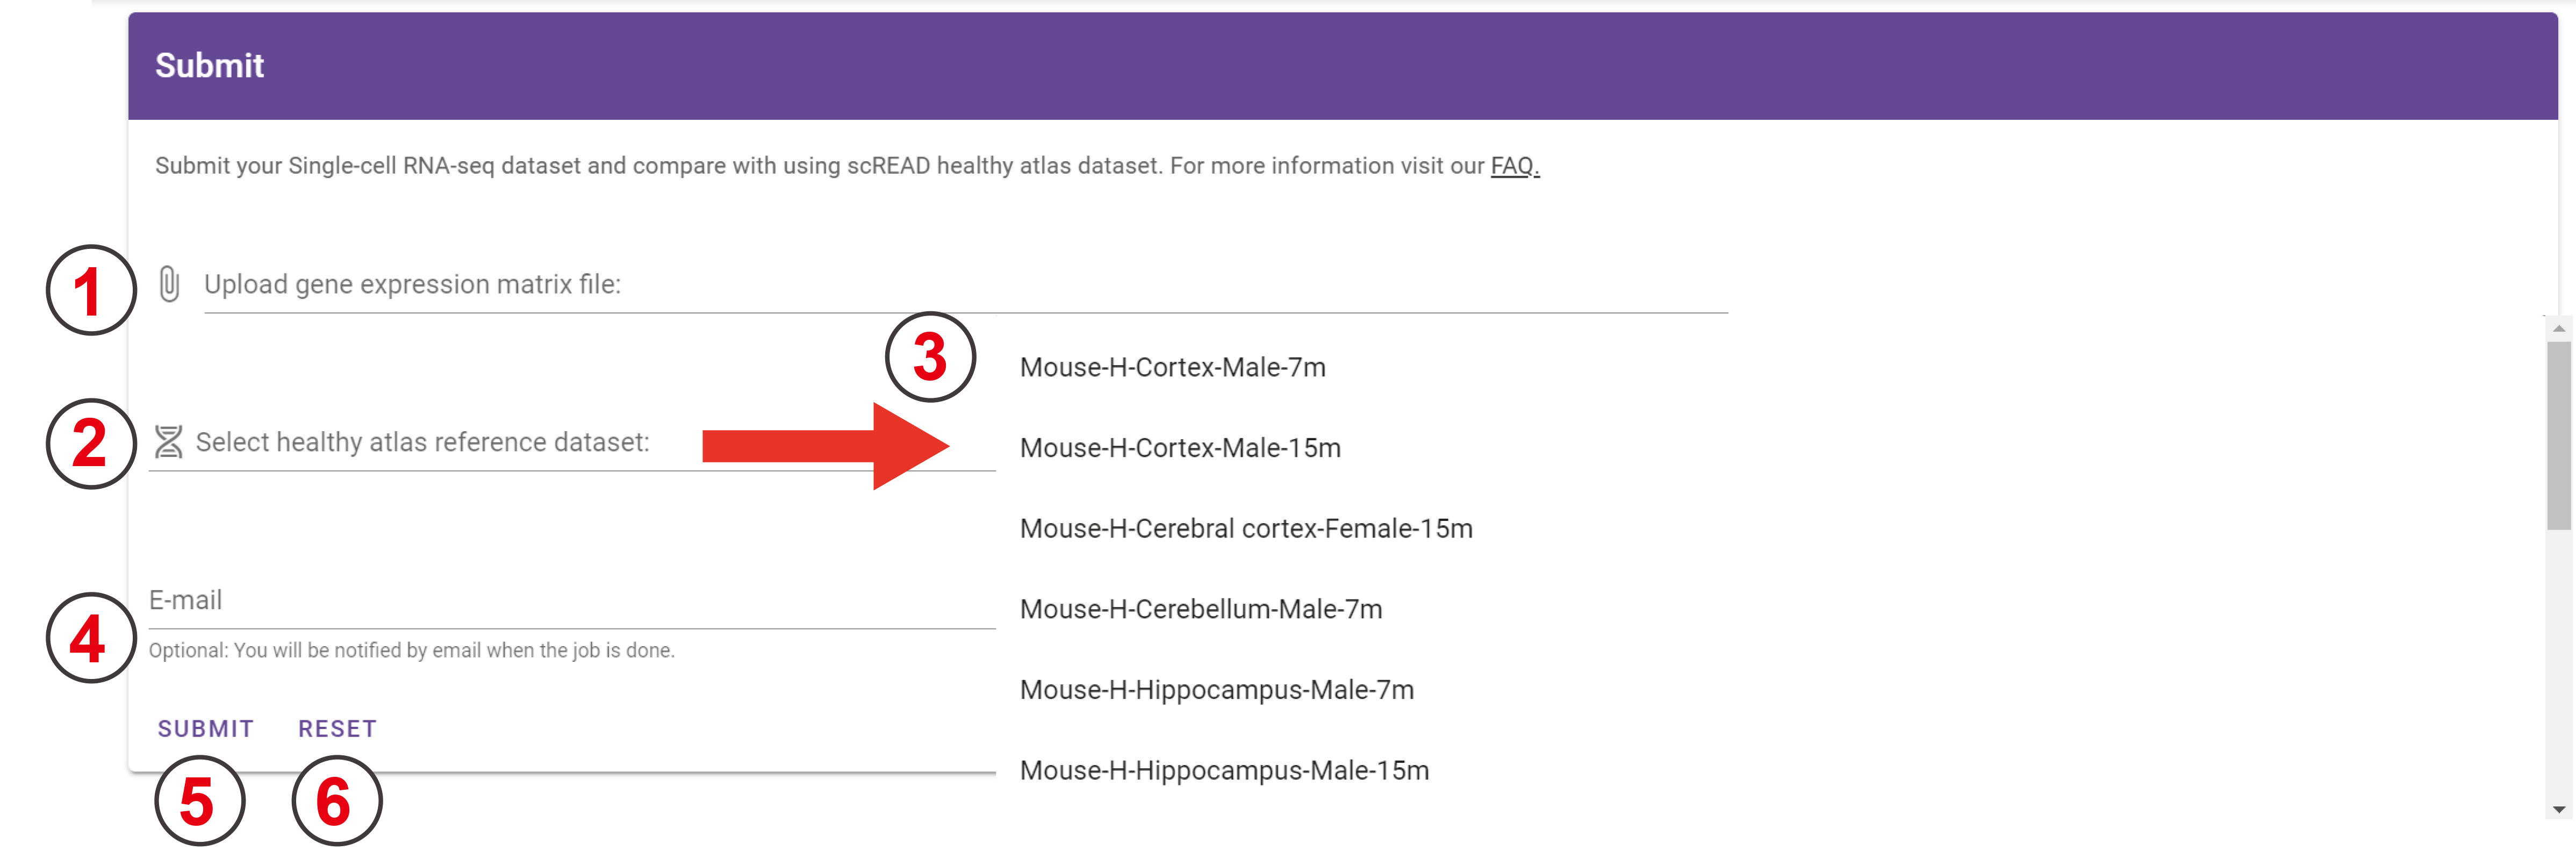 Submit
Submit your Single-cell RNA-seq dataset and compare with using scREAD healthy atlas dataset. For more information visit our FAQ.
1
Upload gene expression matrix file:
3
Mouse-H-Cortex-Male-7m
2
Select healthy atlas reference dataset:
Mouse-H-Cortex-Male-15m
Mouse-H-Cerebral cortex-Female-15m
4
E-mail
Mouse-H-Cerebellum-Male-7m
Optional: You will be notified by email when the job is done.
Mouse-H-Hippocampus-Male-7m
SUBMIT RESET
Mouse-H-Hippocampus-Male-15m
5 6